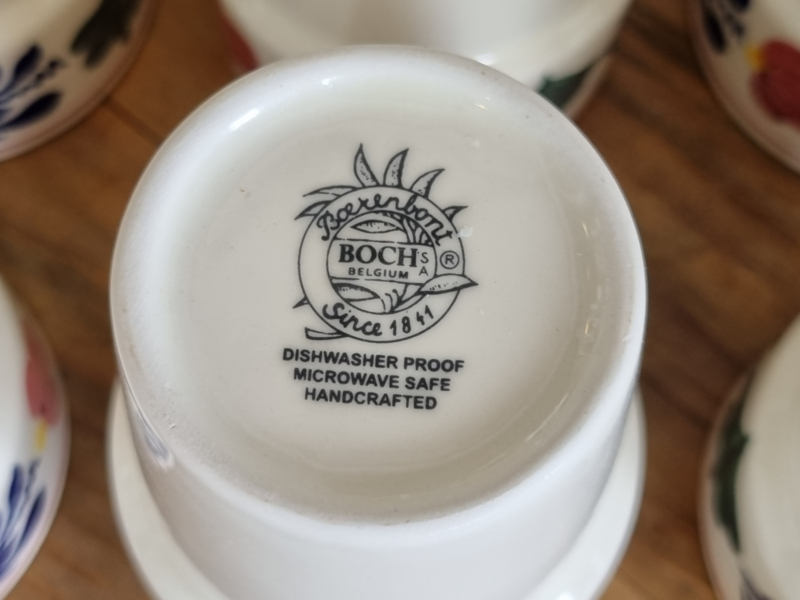 Boerenbont
BOCH S
A
BELGIUM
®
Since 1841
DISHWASHER PROOF
MICROWAVE SAFE
HANDCRAFTED